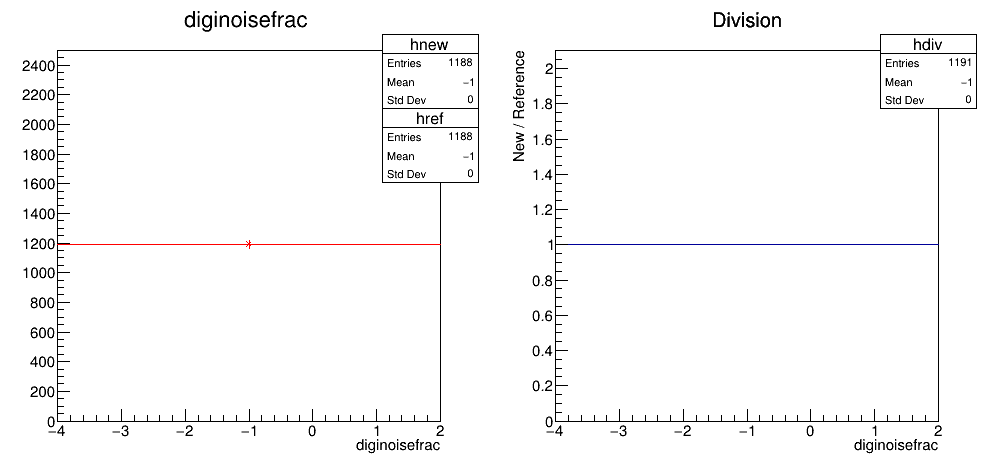 diginoisefrac
hnew
Entries 1188
Mean −1
Std Dev 0
href
Entries 1188
Mean −1
Std Dev 0
2400
2200
2000
1800
1600
1400
1200
1000
800
600
400
200
0
−4 −3 −2 −1 0 1 2
diginoisefrac
Division
hdiv
Entries 1191
Mean −1
Std Dev 0
New / Reference
2
1.8
1.6
1.4
1.2
1
0.8
0.6
0.4
0.2
0
−4 −3 −2 −1 0 1 2
diginoisefrac